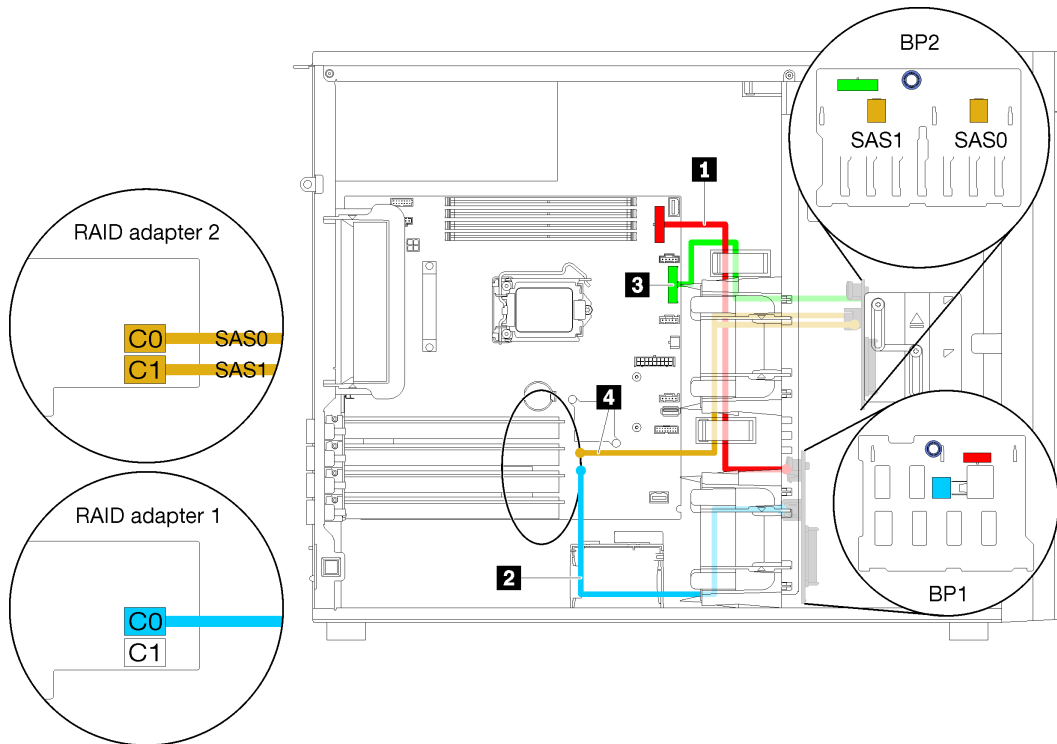 BP2
SAS1
SAS0
1
RAID adapter 2
3
C0
SAS0
C1
SAS1
4
RAID adapter 1
2
BP1
C0
C1